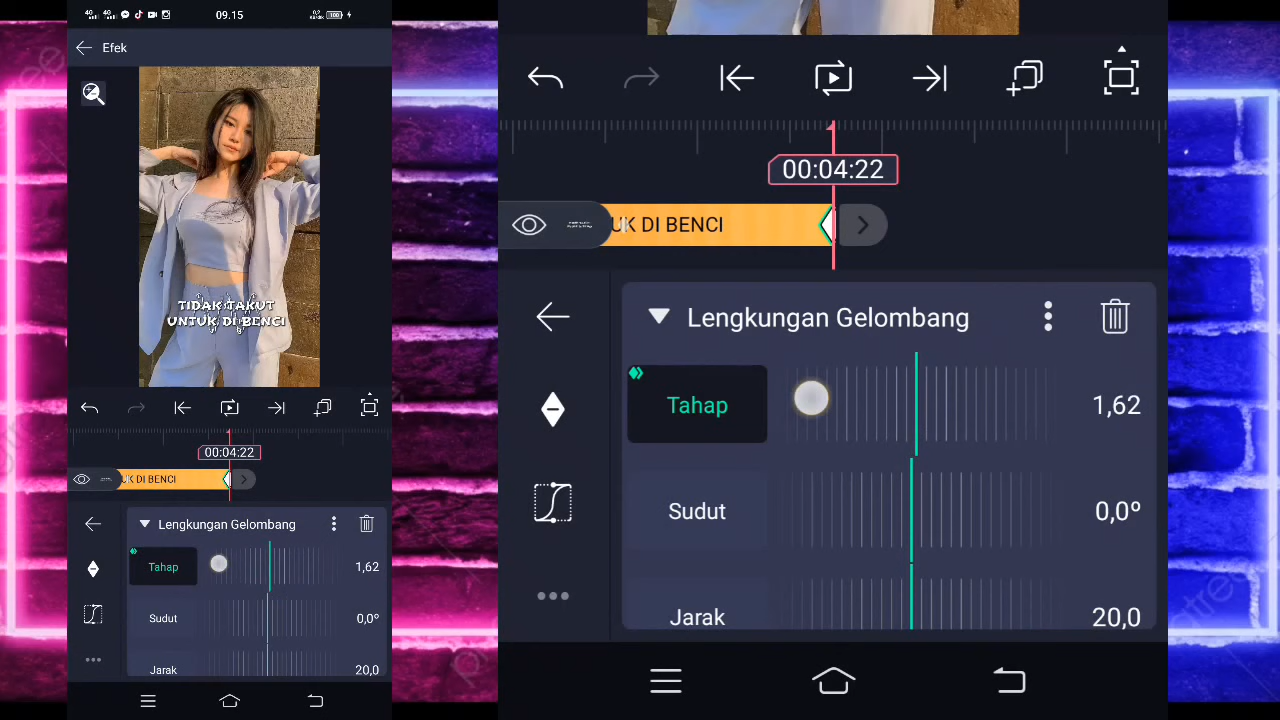 09.15
Efek
TIDAK TAKUT
UNTUK DI BENCI
00:04:22
UK DI BENCI
Lengkungan Gelombang
Tahap
1,62
Sudut
0,0º
Jarak
20,0
00:04:22
UK DI BENCI
Lengkungan Gelombang
Tahap
1,62
Sudut
0,0º
Jarak
20,0